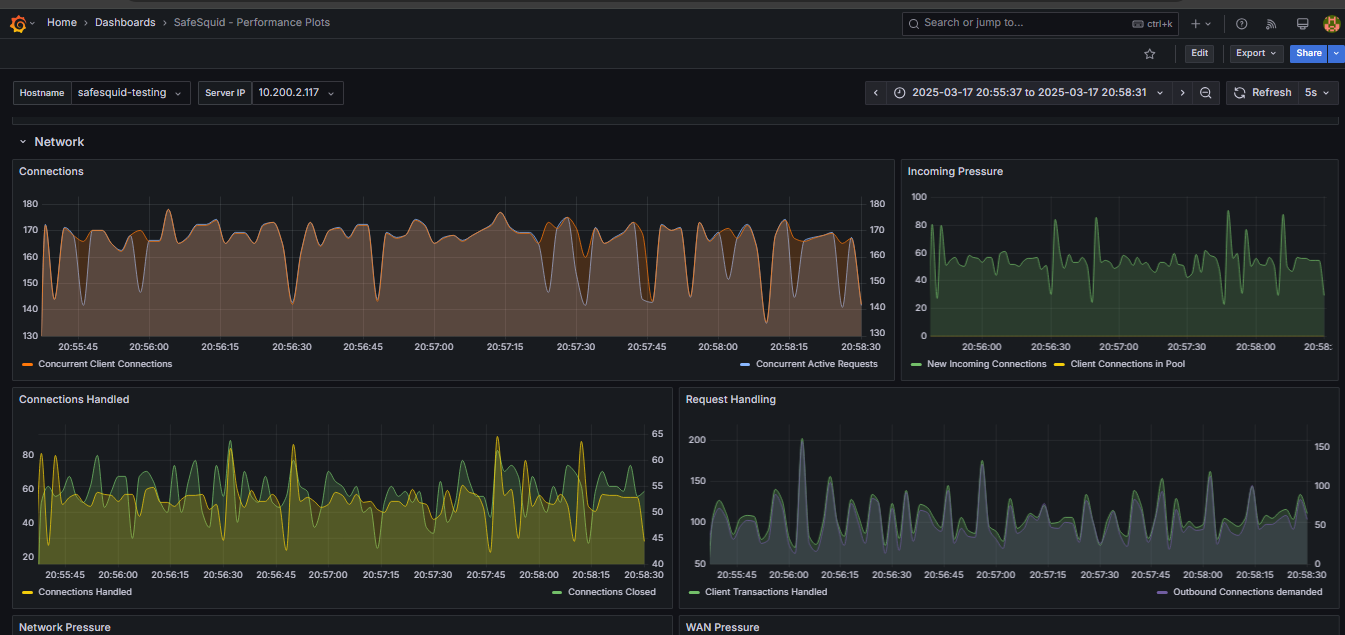 Home › Dashboards › SafeSquid - Performance Plots
Search or jump to...
ctrl+k
Edit
Export
Share
Hostname
safesquid-testing
Server IP
10.200.2.117
2025-03-17 20:55:37 to 2025-03-17 20:58:31
Refresh
5s
Network
Connections
180
170
160
150
140
130
180
170
160
150
140
130
20:55:45 20:56:00 20:56:15 20:56:30 20:56:45 20:57:00 20:57:15 20:57:30 20:57:45 20:58:00 20:58:15 20:58:30
Concurrent Client Connections
Concurrent Active Requests
Incoming Pressure
100
80
60
40
20
0
20:56:00 20:56:30 20:57:00 20:57:30 20:58:00 20:58:
New Incoming Connections
Client Connections in Pool
Connections Handled
80
60
40
20
65
60
55
50
45
40
20:55:45 20:56:00 20:56:15 20:56:30 20:56:45 20:57:00 20:57:15 20:57:30 20:57:45 20:58:00 20:58:15 20:58:30
Connections Handled
Connections Closed
Request Handling
200
150
100
50
150
100
50
0
20:55:45 20:56:00 20:56:15 20:56:30 20:56:45 20:57:00 20:57:15 20:57:30 20:57:45 20:58:00 20:58:15 20:58:30
Client Transactions Handled
Outbound Connections demanded
Network Pressure
WAN Pressure